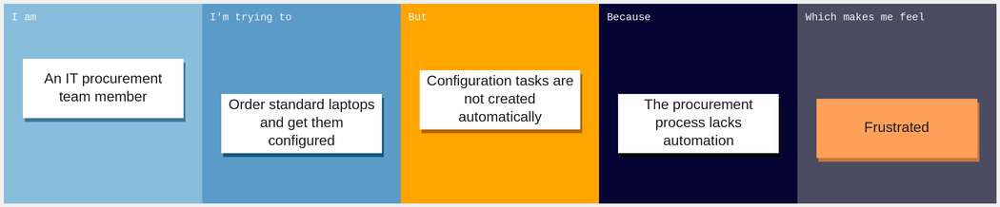 I am
An IT procurement
team member
I'm trying to
Order standard laptops
and get them
configured
But
Configuration tasks are
not created
automatically
Because
The procurement
process lacks
automation
Which makes me feel
Frustrated